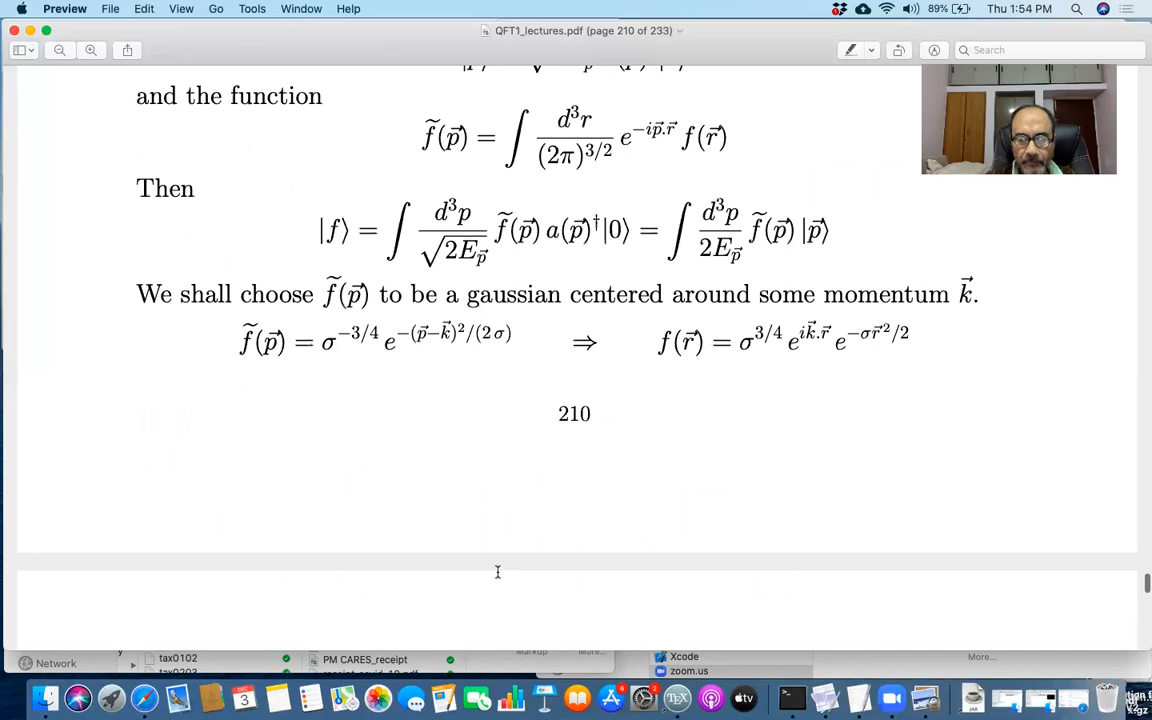 Preview File Edit View Go Tools Window Help 89% Thu 1:54 PM
QFT1_lectures.pdf (page 210 of 233)
Search
and the function
f̃(p⃗) = ∫ d³r/(2π)^{3/2} e^{−ip⃗.r⃗} f(r⃗)
Then
|f⟩ = ∫ d³p/√(2E_p⃗) f̃(p⃗) a(p⃗)†|0⟩ = ∫ d³p/2E_p⃗ f̃(p⃗) |p⃗⟩
We shall choose f̃(p⃗) to be a gaussian centered around some momentum k⃗.
f̃(p⃗) = σ^{−3/4} e^{−(p⃗−k⃗)²/(2σ)} ⇒ f(r⃗) = σ^{3/4} e^{ik⃗.r⃗} e^{−σr⃗²/2}
210
Network tax0102 PM CARES_receipt Markup Xcode More...
zoom.us